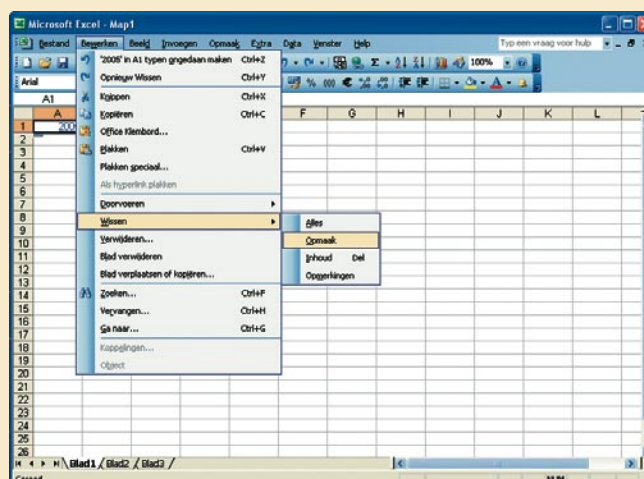 Microsoft Excel - Map1
Bestand Bewerken Beeld Invoegen Opmaak Extra Data Venster Help Typ een vraag voor hulp
Arial % 000 € 100%
A1
A F G H I J K L
'2005' in A1 typen ongedaan maken Ctrl+Z
Opnieuw Wissen Ctrl+Y
Knippen Ctrl+X
Kopiëren Ctrl+C
Office Klembord...
Plakken Ctrl+V
Plakken speciaal...
Als hyperlink plakken
Doorvoeren
Wissen
Verwijderen...
Blad verwijderen
Blad verplaatsen of kopiëren...
Zoeken... Ctrl+F
Vervangen... Ctrl+H
Ga naar... Ctrl+G
Koppelingen...
Object
Alles
Opmaak
Inhoud Del
Opmerkingen
1
2
3
4
5
6
7
8
9
10
11
12
13
14
15
16
17
18
19
20
21
22
23
24
25
26
Blad1 / Blad2 / Blad3 /